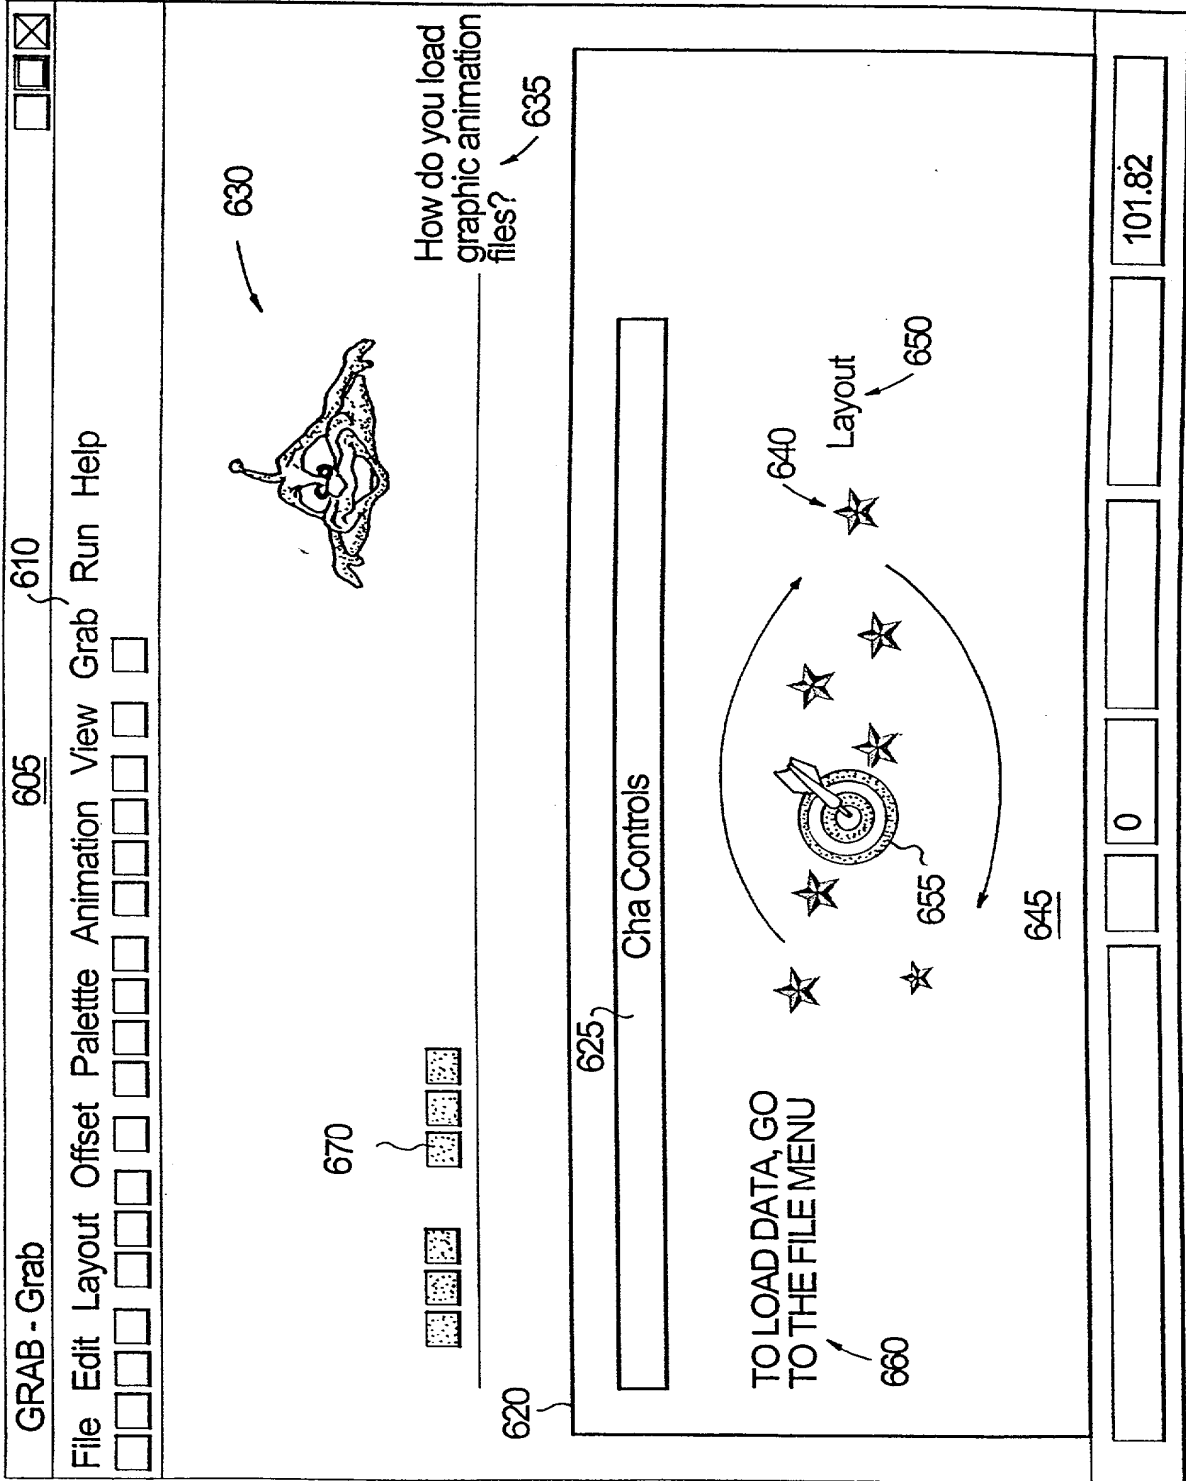 GRAB - Grab
605
610
File Edit Layout Offset Palettte Animation View Grab Run Help
630
670
How do you load
graphic animation
files?
635
620
625
Cha Controls
640
Layout
650
TO LOAD DATA, GO
TO THE FILE MENU
660
655
645
0
101.82